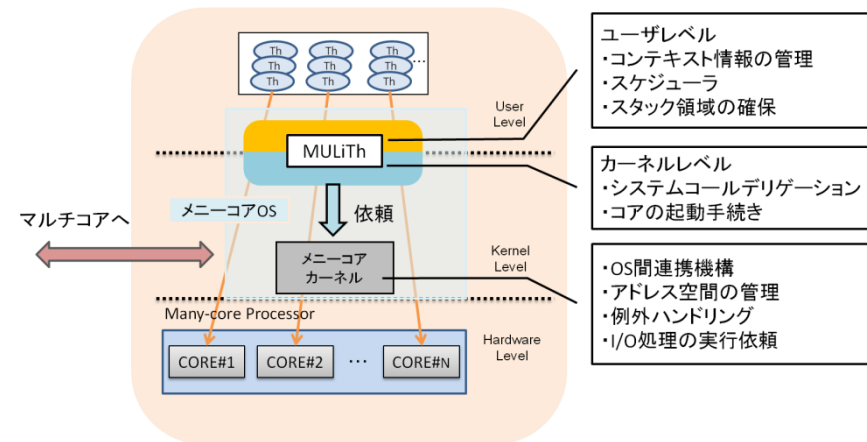 Th Th Th
Th Th Th …
Th Th Th
User
Level
MULiTh
メニーコアOS
依頼
マルチコアへ
メニーコア
カーネル
Kernel
Level
Many-core Processor
Hardware
Level
CORE#1 CORE#2 … CORE#N
ユーザレベル
・コンテキスト情報の管理
・スケジューラ
・スタック領域の確保
カーネルレベル
・システムコールデリゲーション
・コアの起動手続き
・OS間連携機構
・アドレス空間の管理
・例外ハンドリング
・I/O処理の実行依頼